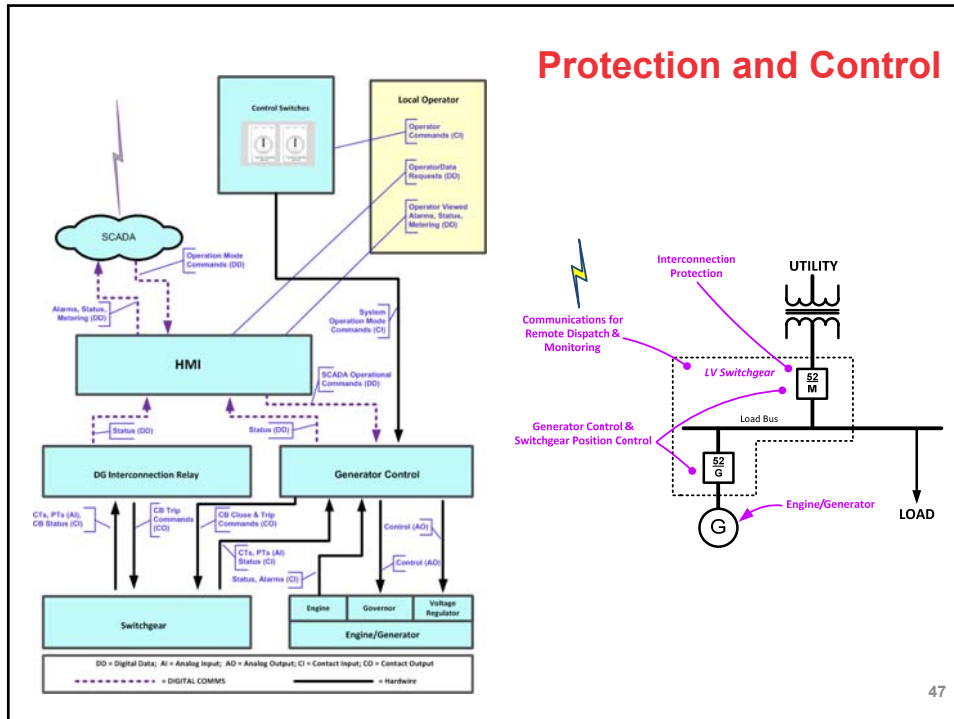 Protection and Control
Control Switches
Local Operator
Operator
Commands (CI)
OperatorData
Requests (DD)
Operator Viewed
Alarms, Status,
Metering (DD)
SCADA
Operation Mode
Commands (DD)
Alarms, Status,
Metering (DD)
System
Operation Mode
Commands (CI)
HMI
SCADA Operational
Commands (DD)
Status (DD)
Status (DD)
DG Interconnection Relay
Generator Control
CTs, PTs (AI),
CB Status (CI)
CB Trip
Commands
(CO)
CB Close & Trip
Commands (CO)
CTs, PTs (AI)
Status (CI)
Status, Alarms (CI)
Control (AO)
Control (AO)
Switchgear
Engine
Governor
Voltage
Regulator
Engine/Generator
DD = Digital Data; AI = Analog Input; AO = Analog Output; CI = Contact Input; CO = Contact Output
= DIGITAL COMMS
= Hardwire
Interconnection
Protection
UTILITY
Communications for
Remote Dispatch &
Monitoring
LV Switchgear
52
M
Load Bus
Generator Control &
Switchgear Position Control
52
G
Engine/Generator
G
LOAD
47